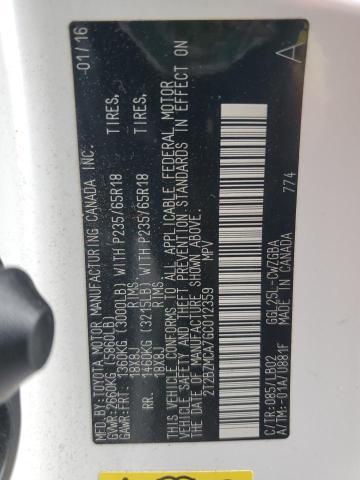 MFD. BY: TOYOTA MOTOR MANUFACTURING CANADA INC. 01/16
GVWR: 2660KG (5860LB)
GAWR: FRT. 1360KG (3000LB) WITH P235/65R18 TIRES,
18X8J RIMS
RR. 1460KG (3215LB) WITH P235/65R18 TIRES,
18X8J RIMS
THIS VEHICLE CONFORMS TO ALL APPLICABLE FEDERAL MOTOR
VEHICLE SAFETY AND THEFT PREVENTION STANDARDS IN EFFECT ON
THE DATE OF MANUFACTURE SHOWN ABOVE.
2T2BZMCA7GC012359 MPV
A
C/TR: 085/LB02 GGL25L-CWZGBA
A/TM: -01A/U881F MADE IN CANADA 774